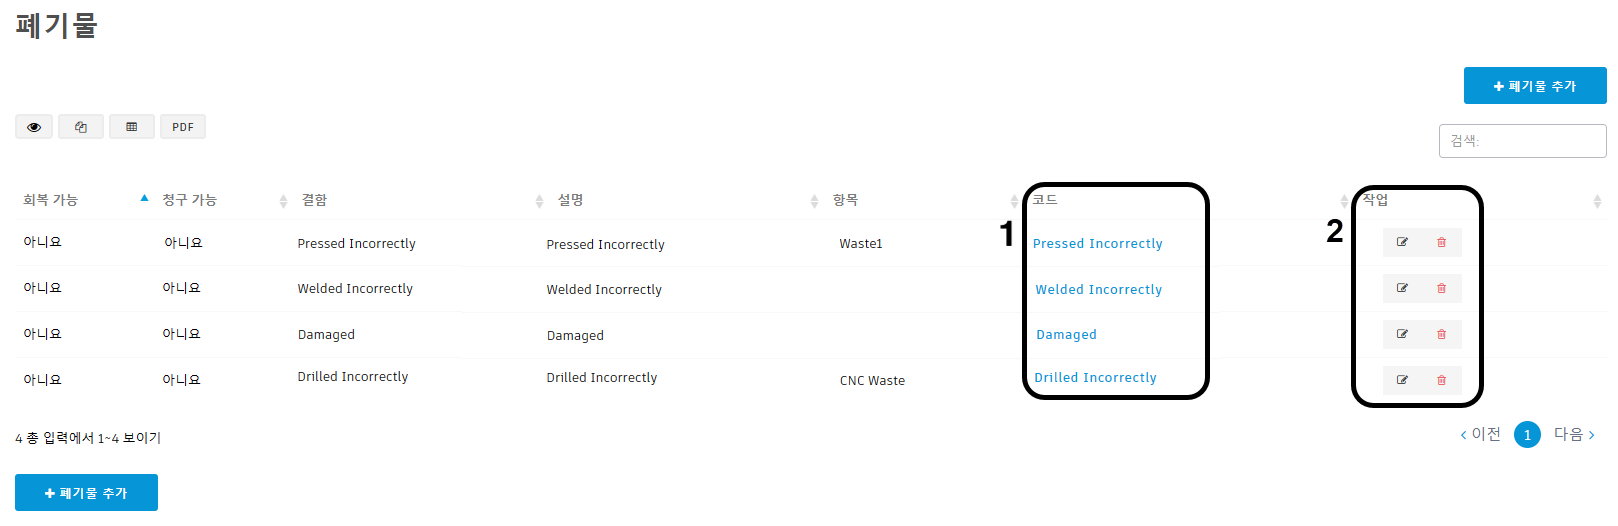 폐기물
+ 폐기물 추가
PDF
검색:
회복 가능 청구 가능 결함 설명 항목 코드 작업
1 2
아니요 아니요 Pressed Incorrectly Pressed Incorrectly Waste1 Pressed Incorrectly
아니요 아니요 Welded Incorrectly Welded Incorrectly Welded Incorrectly
아니요 아니요 Damaged Damaged Damaged
아니요 아니요 Drilled Incorrectly Drilled Incorrectly CNC Waste Drilled Incorrectly
4 총 입력에서 1~4 보이기
‹ 이전 1 다음 ›
+ 폐기물 추가